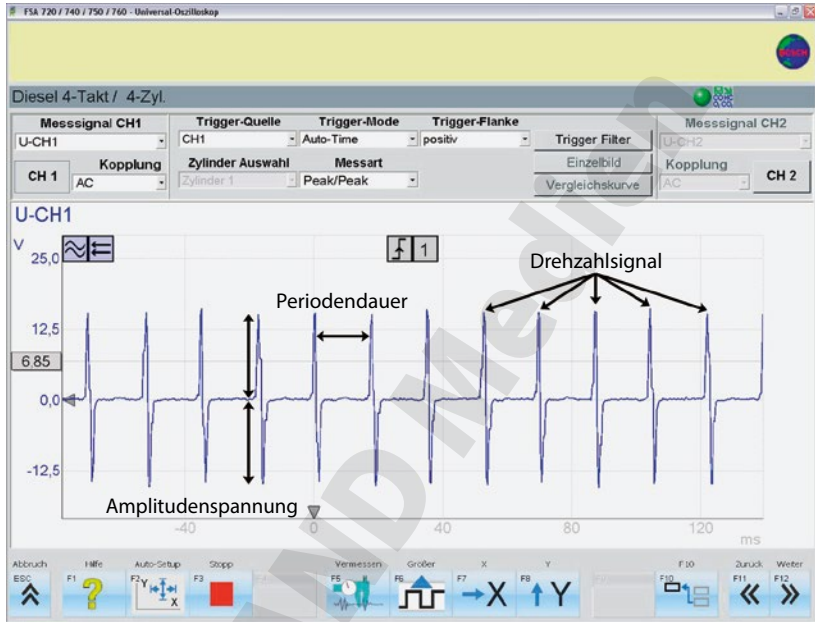 FSA 720 / 740 / 750 / 760 - Universal-Oszilloskop
BOSCH
Diesel 4-Takt / 4-Zyl.
Messsignal CH1
U-CH1
CH 1
Kopplung
AC
Trigger-Quelle
CH1
Trigger-Mode
Auto-Time
Trigger-Flanke
positiv
Zylinder Auswahl
Zylinder 1
Messart
Peak/Peak
Trigger Filter
Einzelbild
Vergleichskurve
Messsignal CH2
U-CH2
Kopplung
AC
CH 2
U-CH1
V
25,0
1
Drehzahlsignal
Periodendauer
12,5
6.85
0,0
-12,5
Amplitudenspannung
-40 0 40 80 120
ms
Abbruch Hilfe Auto-Setup Stopp Vermessen Größer X Y F10 Zurück Weiter
ESC F1 F2 Y X F3 F5 F6 F7 X F8 Y F10 F11 F12
AND Medien